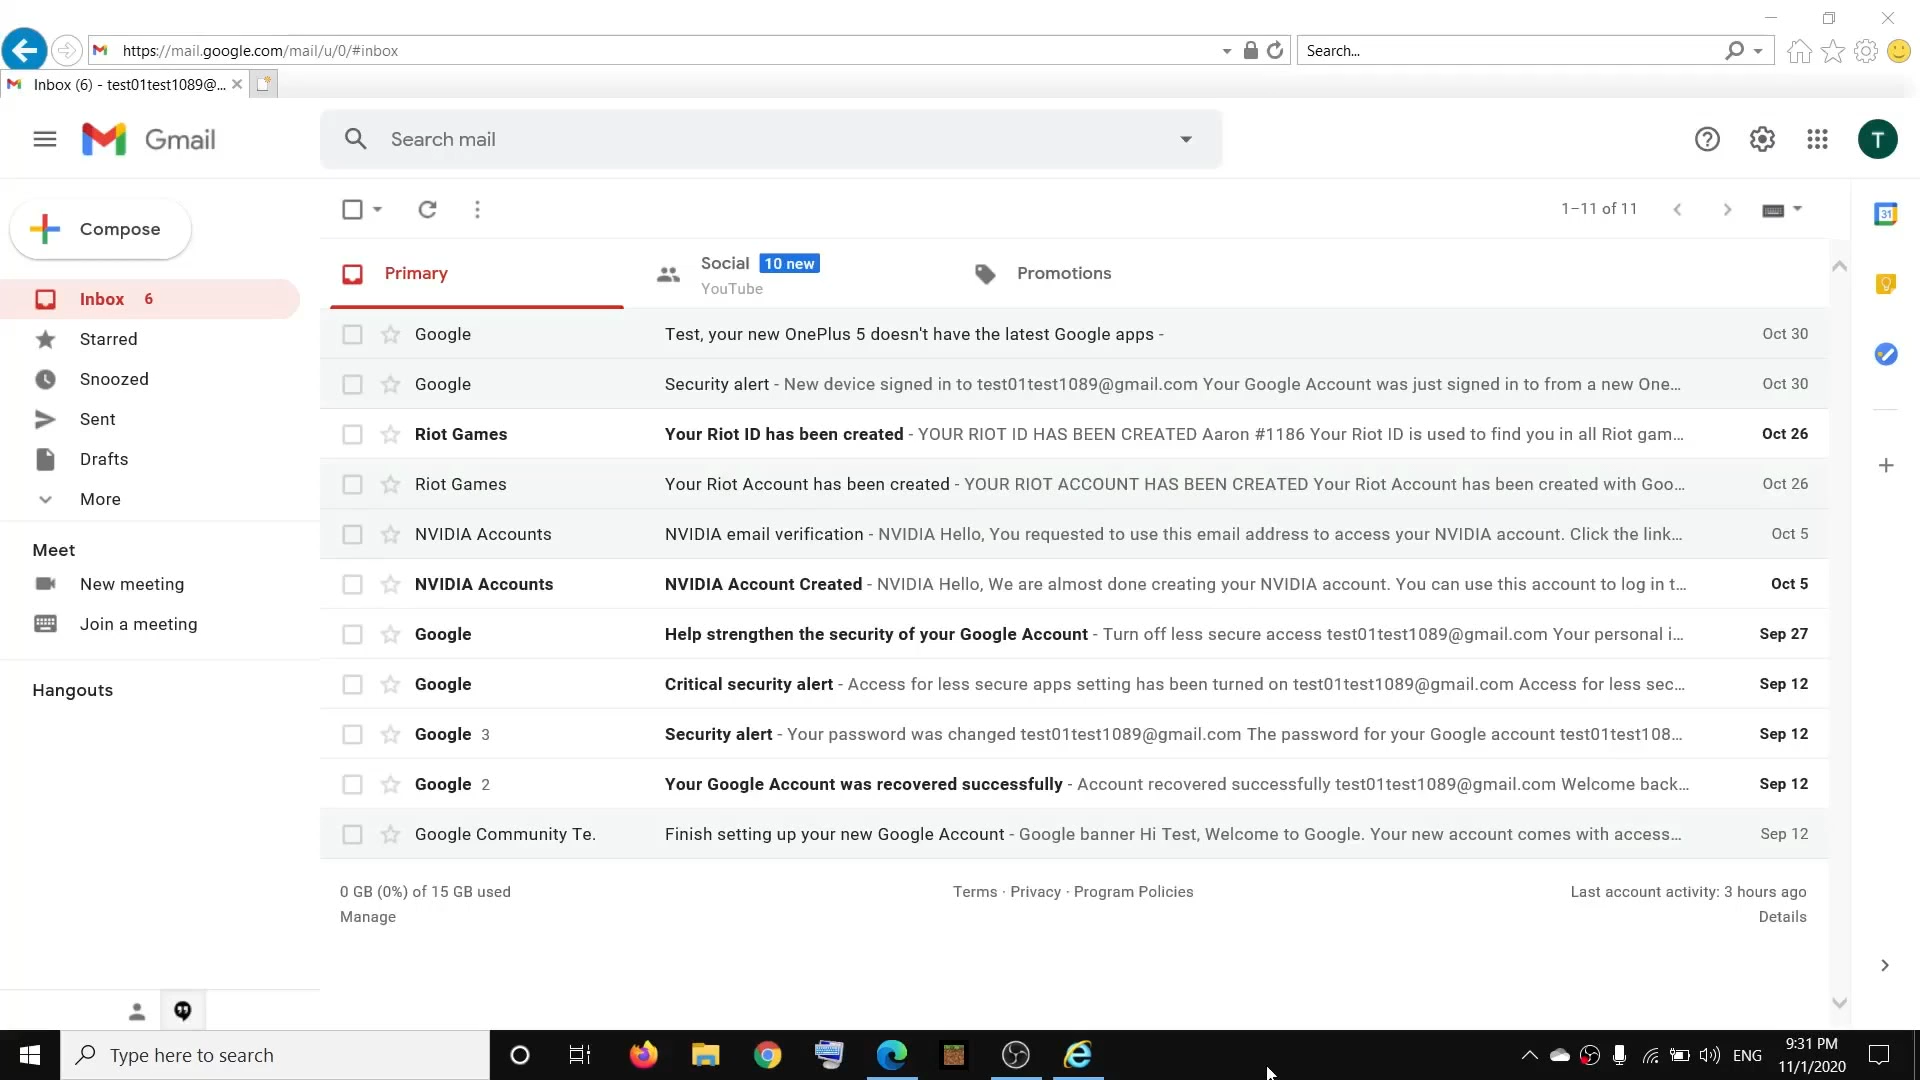 https://mail.google.com/mail/u/0/#inbox
Search...
Inbox (6) - test01test1089@...
Gmail
Search mail
Compose
1–11 of 11
Inbox 6
Starred
Snoozed
Sent
Drafts
More
Meet
New meeting
Join a meeting
Hangouts
Primary
Social 10 new
YouTube
Promotions
Google Test, your new OnePlus 5 doesn't have the latest Google apps - Oct 30
Google Security alert - New device signed in to test01test1089@gmail.com Your Google Account was just signed in to from a new One... Oct 30
Riot Games Your Riot ID has been created - YOUR RIOT ID HAS BEEN CREATED Aaron #1186 Your Riot ID is used to find you in all Riot gam... Oct 26
Riot Games Your Riot Account has been created - YOUR RIOT ACCOUNT HAS BEEN CREATED Your Riot Account has been created with Goo... Oct 26
NVIDIA Accounts NVIDIA email verification - NVIDIA Hello, You requested to use this email address to access your NVIDIA account. Click the link... Oct 5
NVIDIA Accounts NVIDIA Account Created - NVIDIA Hello, We are almost done creating your NVIDIA account. You can use this account to log in t... Oct 5
Google Help strengthen the security of your Google Account - Turn off less secure access test01test1089@gmail.com Your personal i... Sep 27
Google Critical security alert - Access for less secure apps setting has been turned on test01test1089@gmail.com Access for less sec... Sep 12
Google 3 Security alert - Your password was changed test01test1089@gmail.com The password for your Google account test01test108... Sep 12
Google 2 Your Google Account was recovered successfully - Account recovered successfully test01test1089@gmail.com Welcome back... Sep 12
Google Community Te. Finish setting up your new Google Account - Google banner Hi Test, Welcome to Google. Your new account comes with access... Sep 12
0 GB (0%) of 15 GB used
Manage
Terms · Privacy · Program Policies
Last account activity: 3 hours ago
Details
T
31
Type here to search
ENG
9:31 PM
11/1/2020